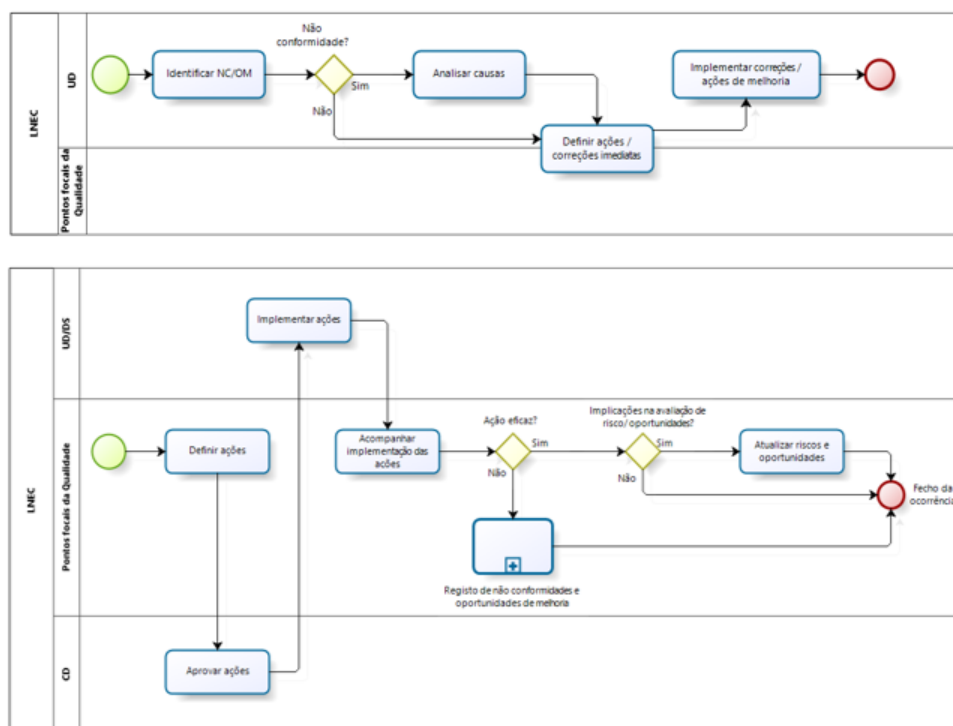 LNEC
UD
Pontos focais da
Qualidade
Identificar NC/OM
Não
conformidade?
Sim
Não
Analisar causas
Definir ações /
correções imediatas
Implementar correções /
ações de melhoria
LNEC
UD/DS
Pontos focais da Qualidade
CD
Implementar ações
Definir ações
Aprovar ações
Acompanhar
implementação das
ações
Ação eficaz?
Sim
Não
Registo de não conformidades e
oportunidades de melhoria
Implicações na avaliação de
risco/ oportunidades?
Sim
Não
Atualizar riscos e
oportunidades
Fecho da
ocorrência